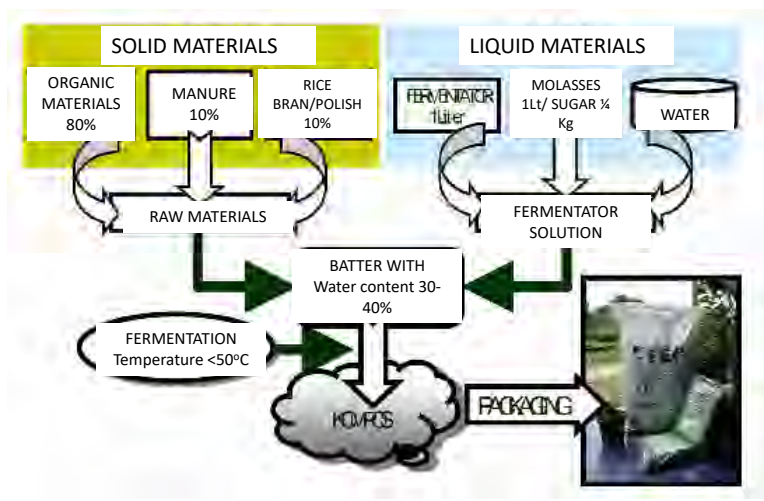 SOLID MATERIALS
LIQUID MATERIALS
ORGANIC
MATERIALS
80%
MANURE
10%
RICE
BRAN/POLISH
10%
FERMENTATOR
1Liter
MOLASSES
1Lt/ SUGAR ¼
Kg
WATER
RAW MATERIALS
FERMENTATOR
SOLUTION
BATTER WITH
Water content 30-
40%
FERMENTATION
Temperature <50°C
KOMPOS
PACKAGING